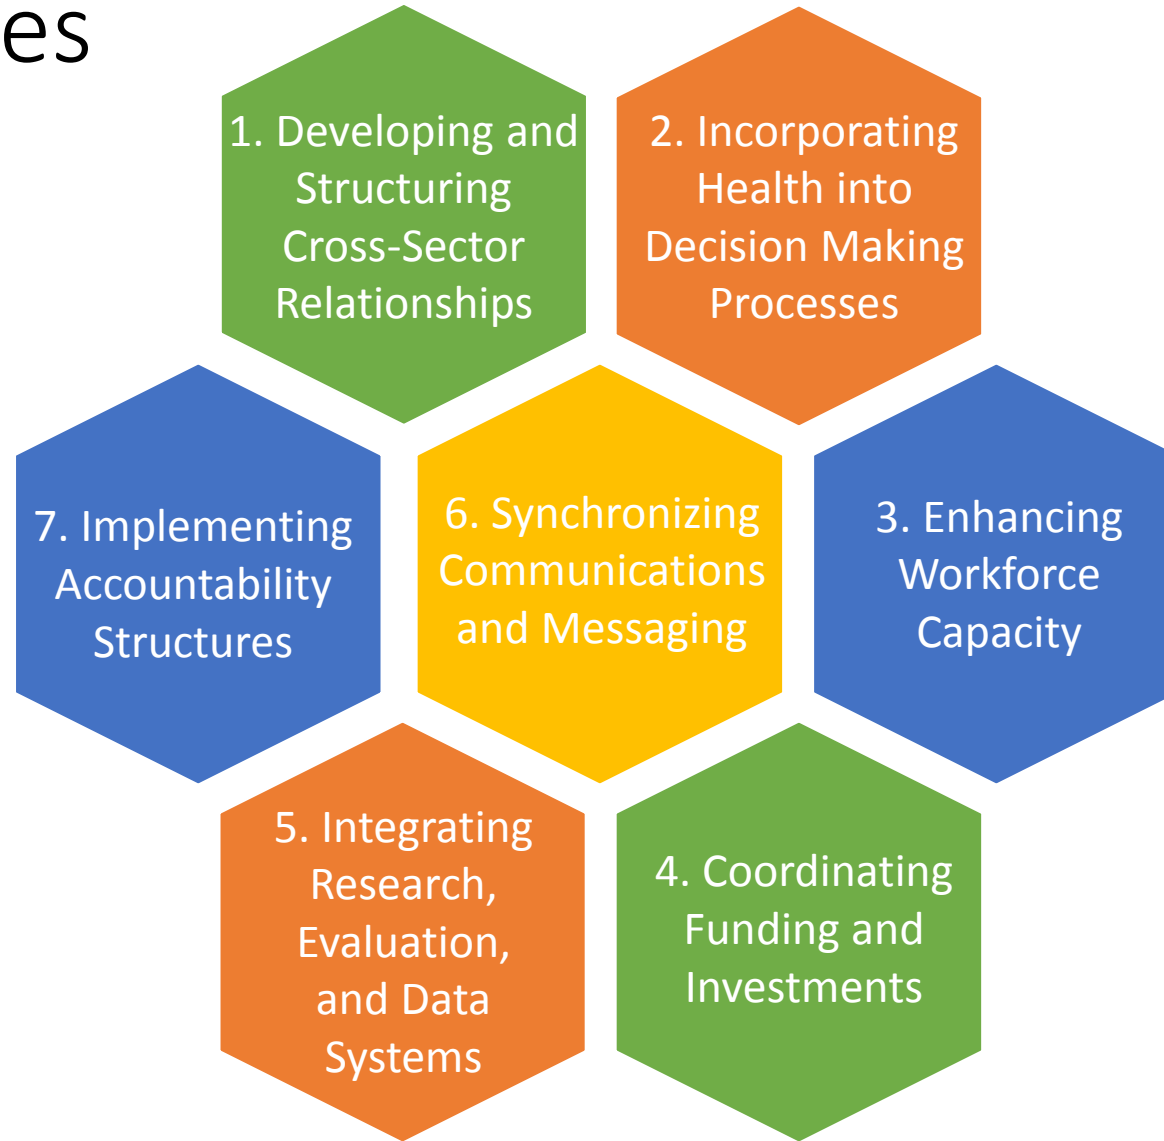 es
1. Developing and
Structuring
Cross-Sector
Relationships
2. Incorporating
Health into
Decision Making
Processes
7. Implementing
Accountability
Structures
6. Synchronizing
Communications
and Messaging
3. Enhancing
Workforce
Capacity
5. Integrating
Research,
Evaluation,
and Data
Systems
4. Coordinating
Funding and
Investments